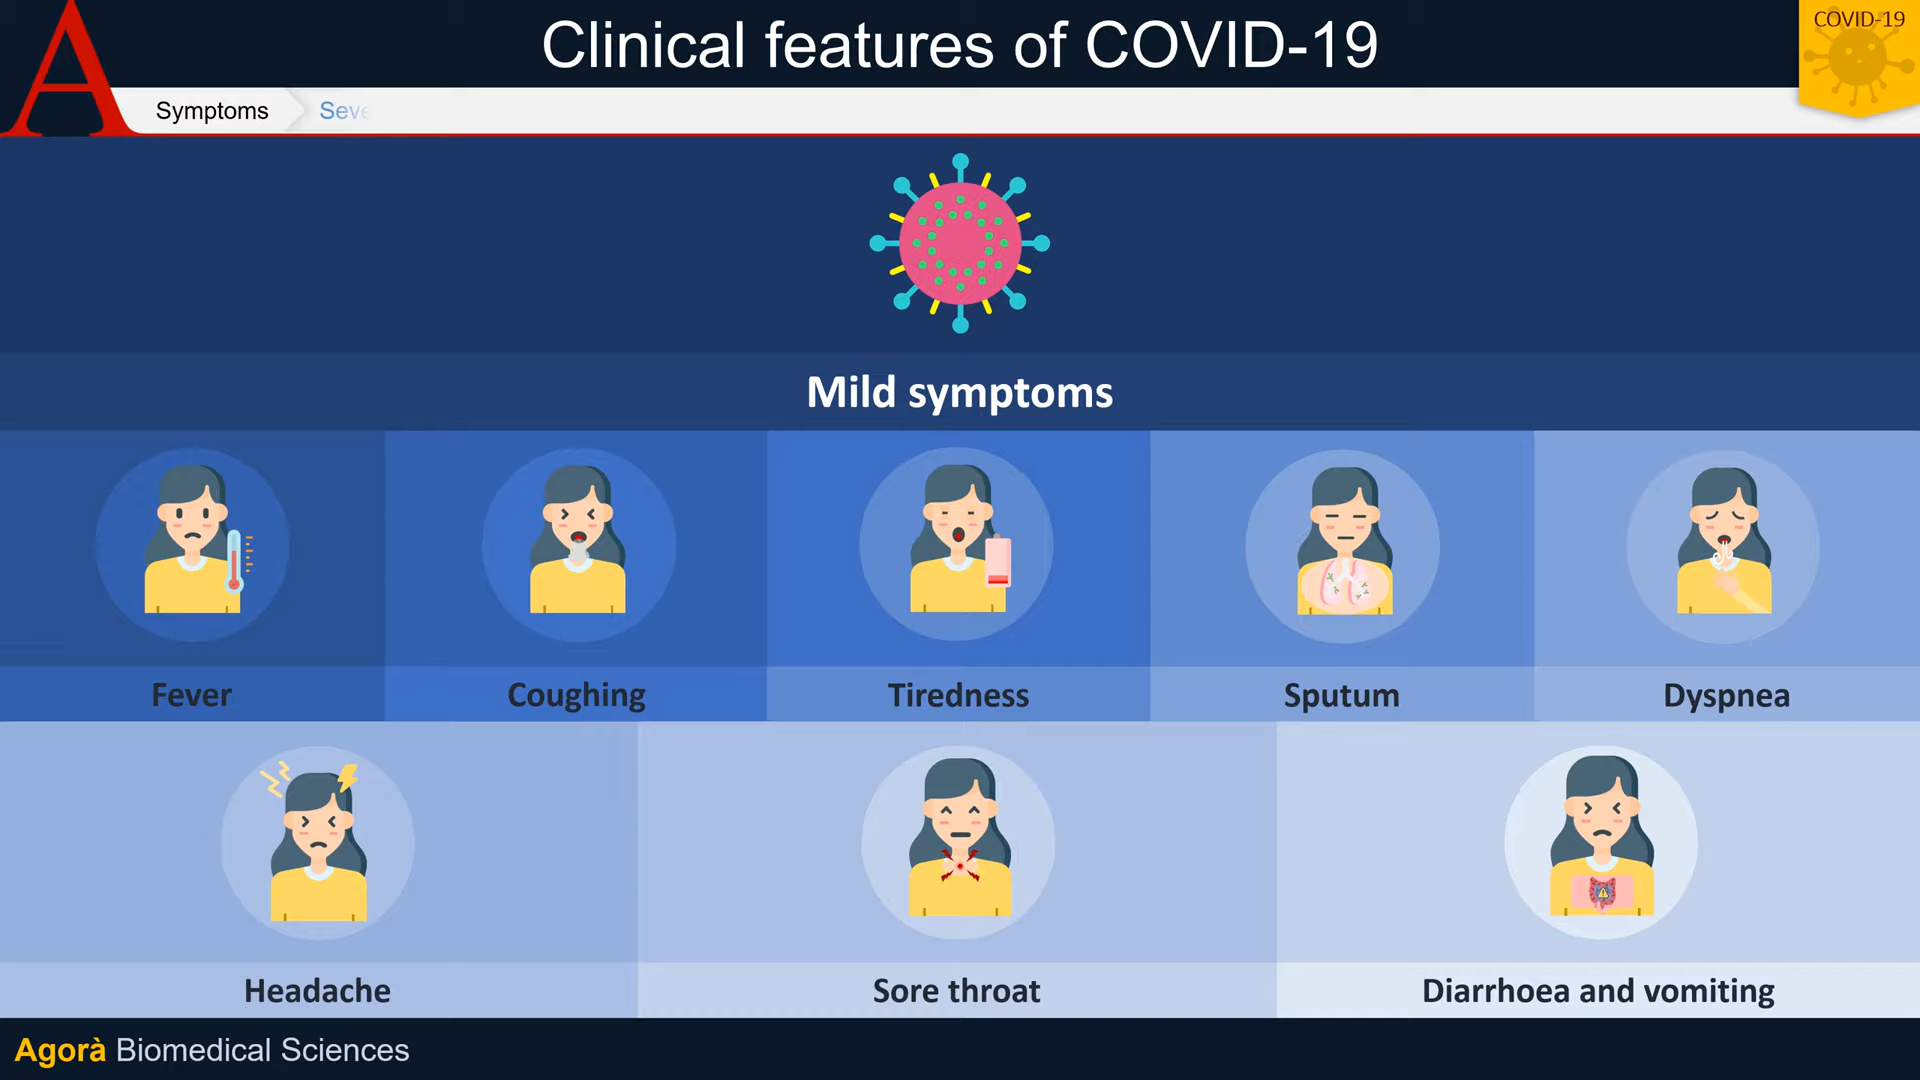 Clinical features of COVID-19
COVID-19
A
Symptoms
Mild symptoms
Fever
Coughing
Tiredness
Sputum
Dyspnea
Headache
Sore throat
Diarrhoea and vomiting
Agorà Biomedical Sciences